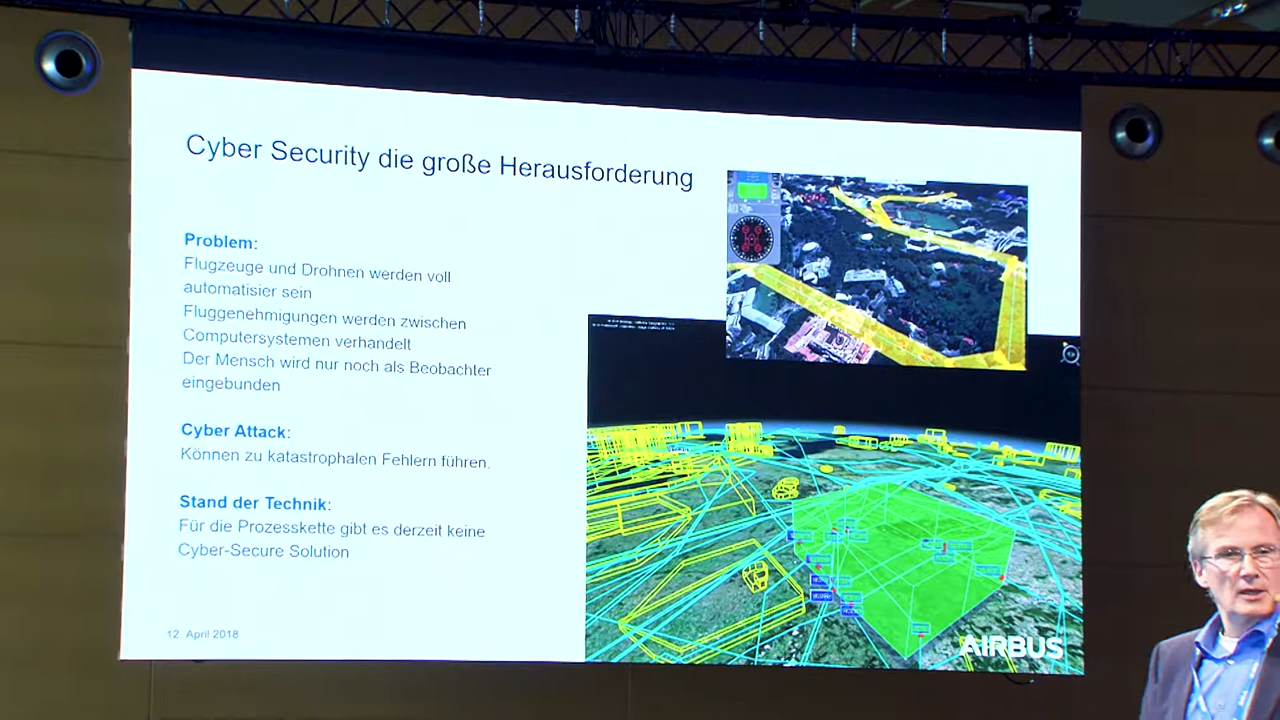 Cyber Security die große Herausforderung
Problem:
Flugzeuge und Drohnen werden voll
automatisier sein
Fluggenehmigungen werden zwischen
Computersystemen verhandelt
Der Mensch wird nur noch als Beobachter
eingebunden
Cyber Attack:
Können zu katastrophalen Fehlern führen.
Stand der Technik:
Für die Prozesskette gibt es derzeit keine
Cyber-Secure Solution
12. April 2018
AIRBUS